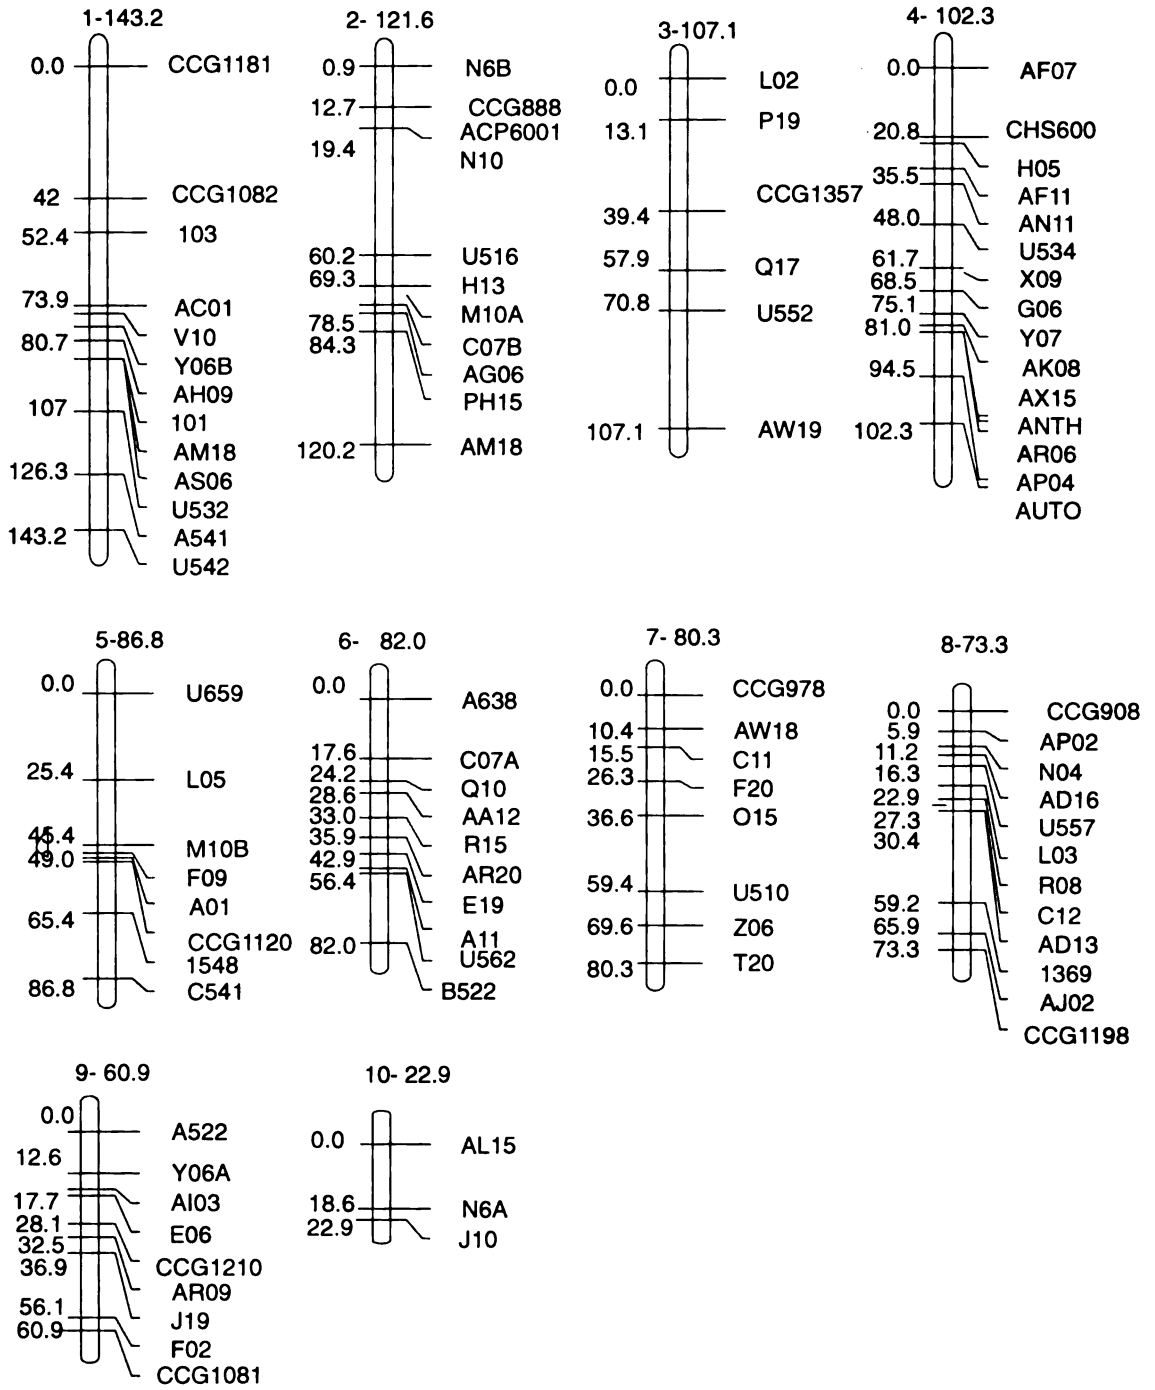 1-143.2
0.0 CCG1181
42 CCG1082
52.4 103
73.9 AC01
V10
80.7 Y06B
AH09
107 101
AM18
126.3 AS06
U532
143.2 A541
U542
2- 121.6
0.9 N6B
12.7 CCG888
ACP6001
19.4 N10
60.2 U516
69.3 H13
M10A
78.5 C07B
84.3 AG06
PH15
120.2 AM18
3-107.1
0.0 L02
13.1 P19
CCG1357
39.4
57.9 Q17
70.8 U552
107.1 AW19
4- 102.3
0.0 AF07
20.8 CHS600
H05
35.5 AF11
48.0 AN11
U534
61.7 X09
68.5 G06
75.1 Y07
81.0 AK08
94.5 AX15
102.3 ANTH
AR06
AP04
AUTO
5-86.8
0.0 U659
25.4 L05
45.4 M10B
49.0 F09
A01
65.4 CCG1120
1548
86.8 C541
6- 82.0
0.0 A638
17.6 C07A
24.2 Q10
28.6 AA12
33.0 R15
35.9 AR20
42.9 E19
56.4 A11
82.0 U562
B522
7- 80.3
0.0 CCG978
10.4 AW18
15.5 C11
26.3 F20
36.6 O15
59.4 U510
69.6 Z06
80.3 T20
8-73.3
0.0 CCG908
5.9 AP02
11.2 N04
16.3 AD16
22.9 U557
27.3 L03
30.4 R08
59.2 C12
65.9 AD13
73.3 1369
AJ02
CCG1198
9- 60.9
0.0 A522
12.6 Y06A
17.7 AI03
28.1 E06
32.5 CCG1210
36.9 AR09
56.1 J19
60.9 F02
CCG1081
10- 22.9
0.0 AL15
18.6 N6A
22.9 J10